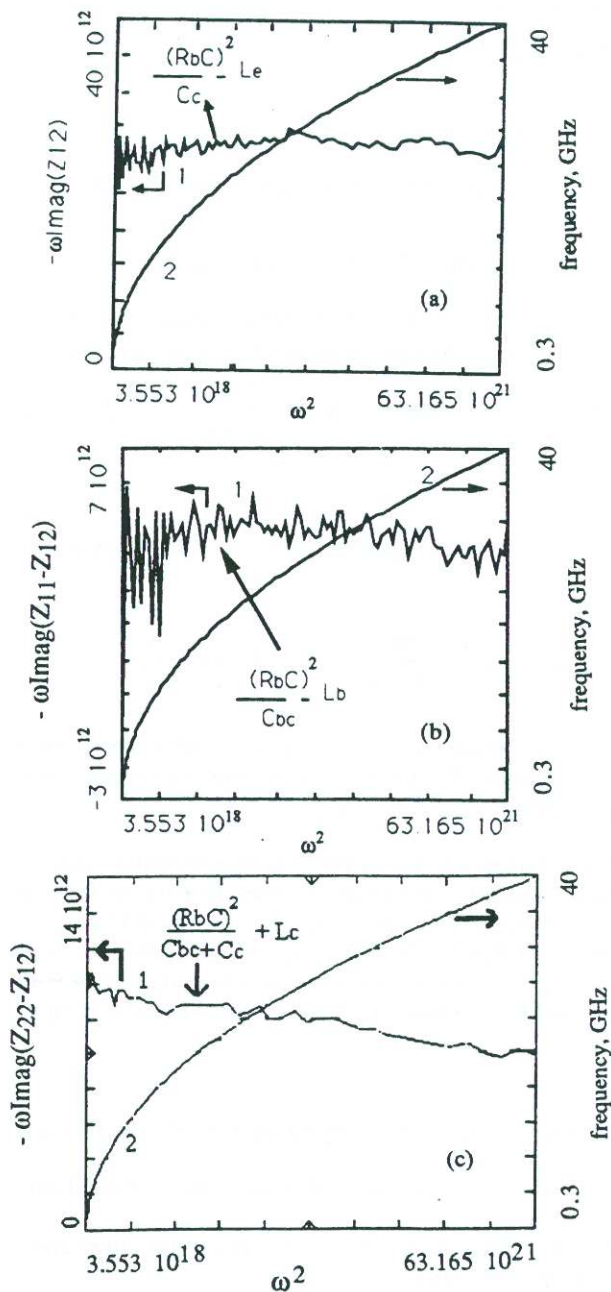 40 10^12
-ωImag(Z12)
0
(RbC)^2
Cc
- Le
1
2
(a)
40
frequency, GHz
0.3
3.553 10^18
63.165 10^21
ω^2
7 10^12
- ωImag(Z11-Z12)
-3 10^12
1
2
(RbC)^2
Cbc
- Lb
(b)
40
frequency, GHz
0.3
3.553 10^18
63.165 10^21
ω^2
14 10^12
- ωImag(Z22-Z12)
0
(RbC)^2
Cbc+Cc
+ Lc
1
2
(c)
40
frequency, GHz
0.3
3.553 10^18
63.165 10^21
ω^2